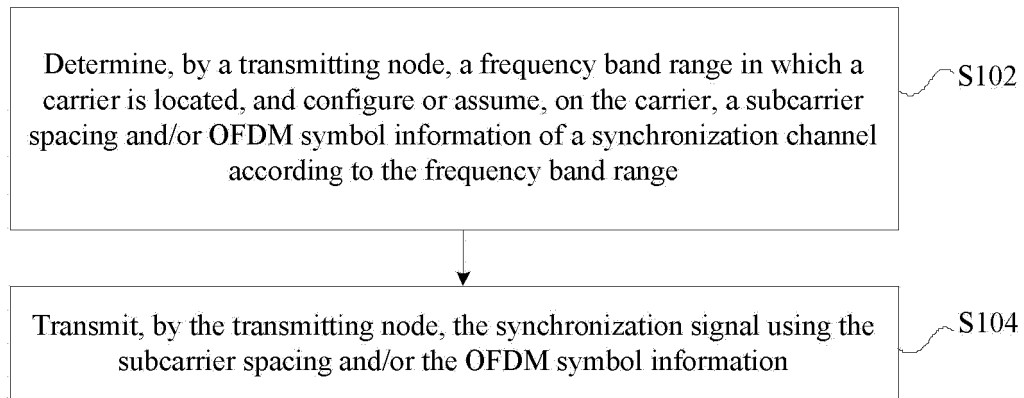 Determine, by a transmitting node, a frequency band range in which a
carrier is located, and configure or assume, on the carrier, a subcarrier
spacing and/or OFDM symbol information of a synchronization channel
according to the frequency band range
S102
Transmit, by the transmitting node, the synchronization signal using the
subcarrier spacing and/or the OFDM symbol information
S104